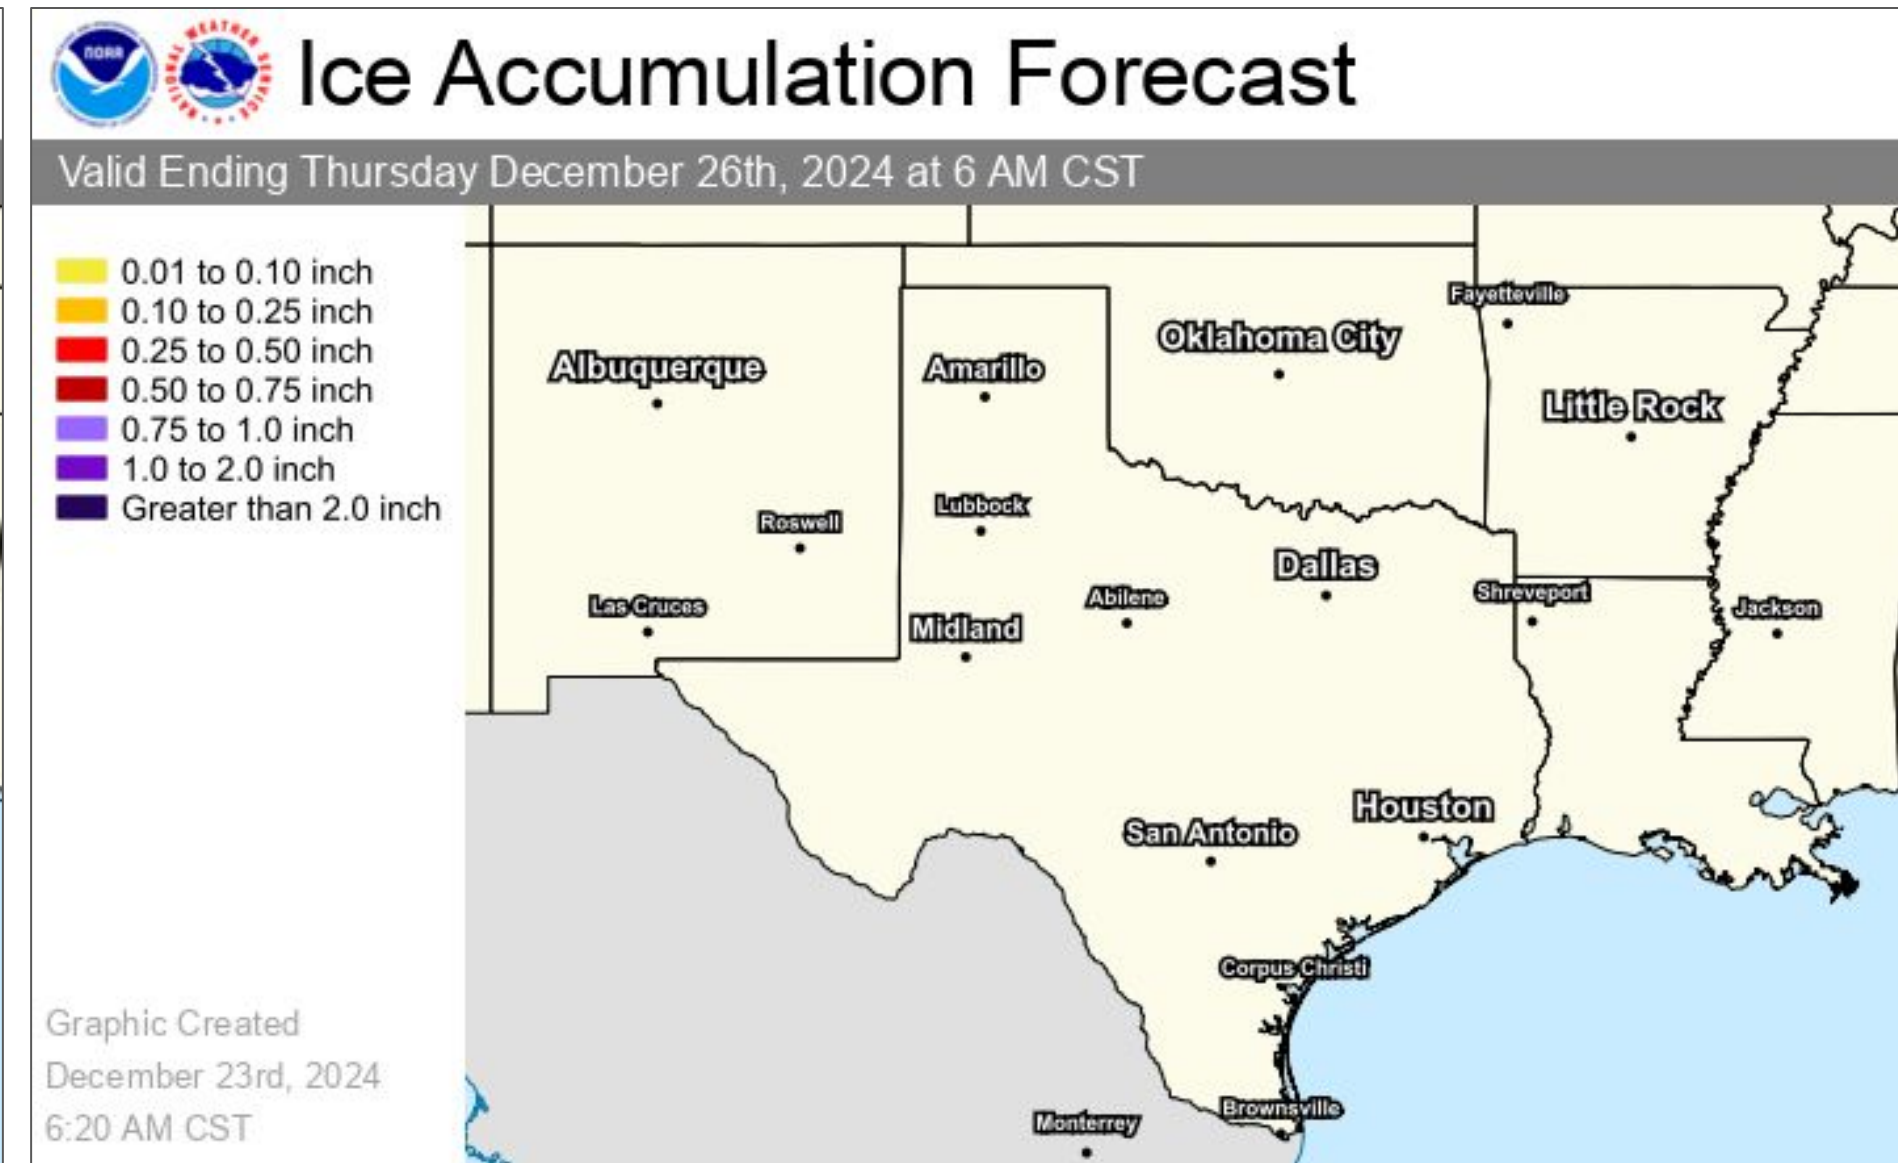 NOAA
NATIONAL WEATHER SERVICE
Ice Accumulation Forecast
Valid Ending Thursday December 26th, 2024 at 6 AM CST
0.01 to 0.10 inch
0.10 to 0.25 inch
0.25 to 0.50 inch
0.50 to 0.75 inch
0.75 to 1.0 inch
1.0 to 2.0 inch
Greater than 2.0 inch
Fayetteville
Oklahoma City
Albuquerque
Amarillo
Little Rock
Lubbock
Roswell
Dallas
Shreveport
Abilene
Las Cruces
Jackson
Midland
Houston
San Antonio
Corpus Christi
Brownsville
Monterrey
Graphic Created
December 23rd, 2024
6:20 AM CST